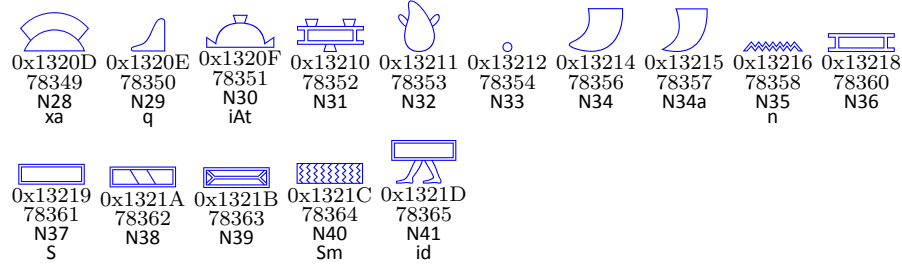 0x1320D 0x1320E 0x1320F 0x13210 0x13211 0x13212 0x13214 0x13215 0x13216 0x13218
78349 78350 78351 78352 78353 78354 78356 78357 78358 78360
N28 N29 N30 N31 N32 N33 N34 N34a N35 N36
xa q iAt n
0x13219 0x1321A 0x1321B 0x1321C 0x1321D
78361 78362 78363 78364 78365
N37 N38 N39 N40 N41
S Sm id